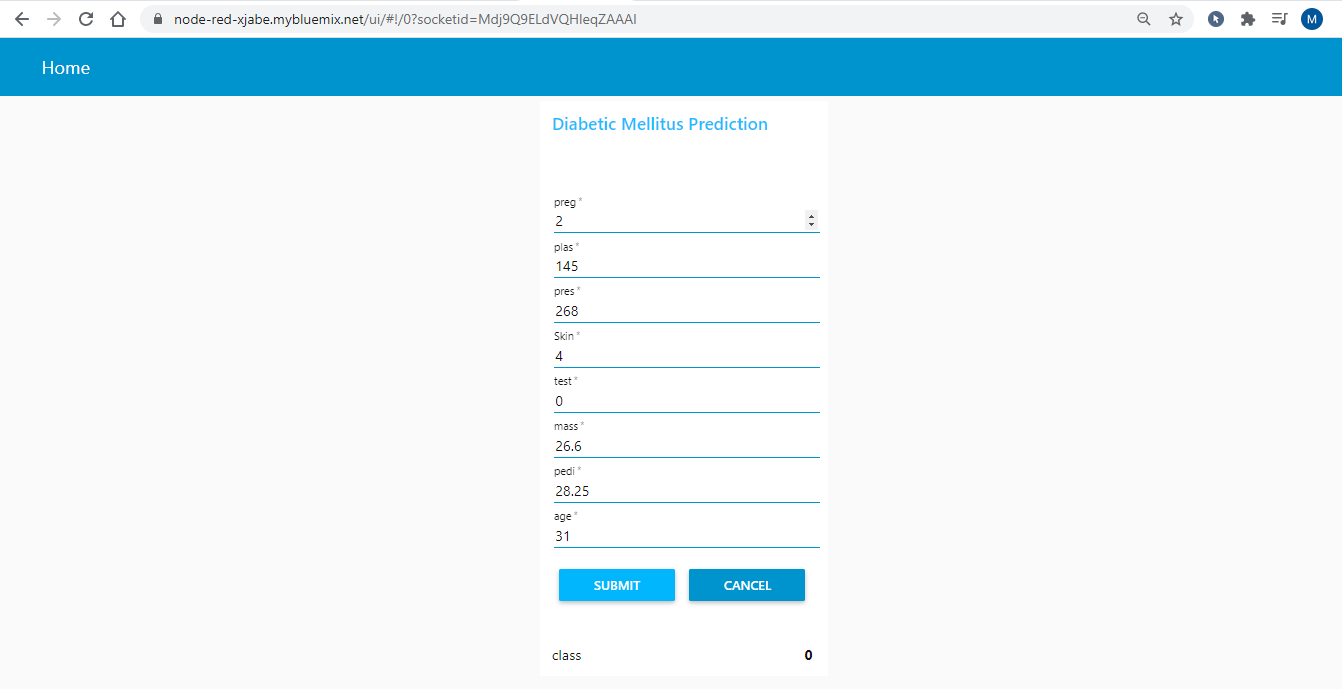 node-red-xjabe.mybluemix.net/ui/#!/0?socketid=Mdj9Q9ELdVQHIeqZAAAI
M
Home
Diabetic Mellitus Prediction
preg *
2
plas *
145
pres *
268
Skin *
4
test *
0
mass *
26.6
pedi *
28.25
age *
31
SUBMIT CANCEL
class 0